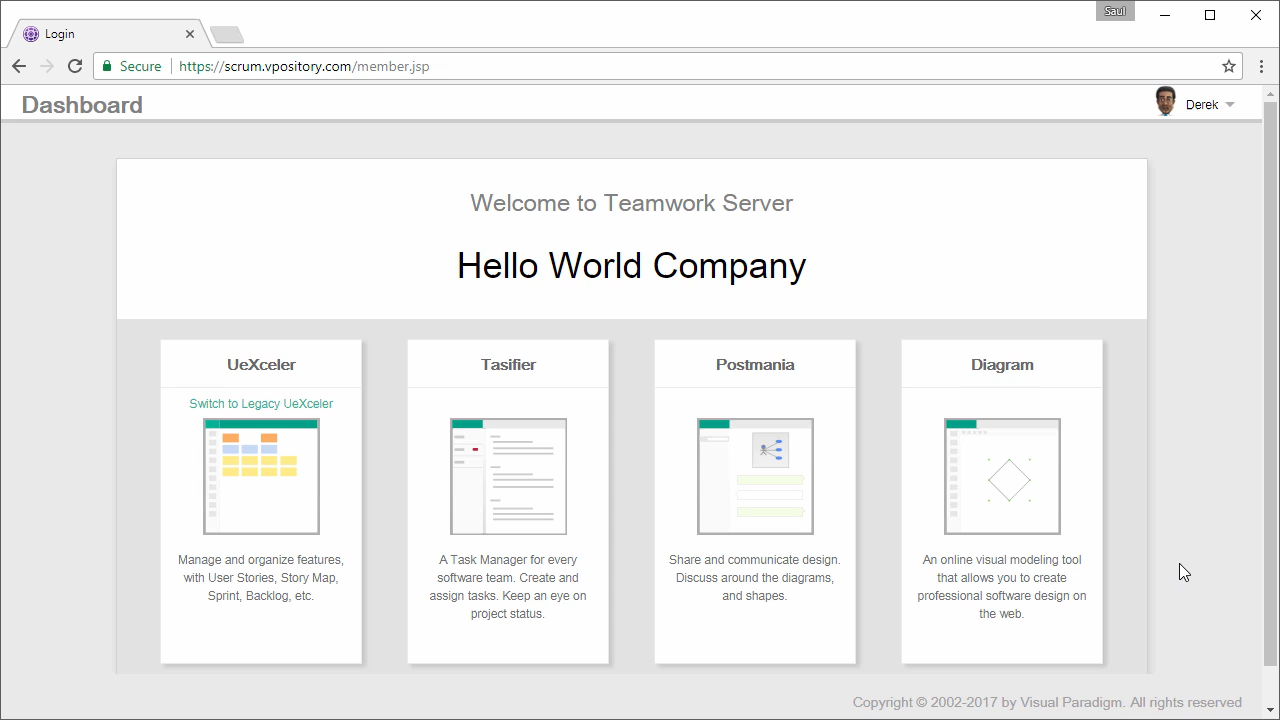 Saul
Login
Secure
https://scrum.vpository.com/member.jsp
Dashboard
Derek
Welcome to Teamwork Server
Hello World Company
UeXceler
Switch to Legacy UeXceler
Manage and organize features,
with User Stories, Story Map,
Sprint, Backlog, etc.
Tasifier
A Task Manager for every
software team. Create and
assign tasks. Keep an eye on
project status.
Postmania
Share and communicate design.
Discuss around the diagrams,
and shapes.
Diagram
An online visual modeling tool
that allows you to create
professional software design on
the web.
Copyright © 2002-2017 by Visual Paradigm. All rights reserved